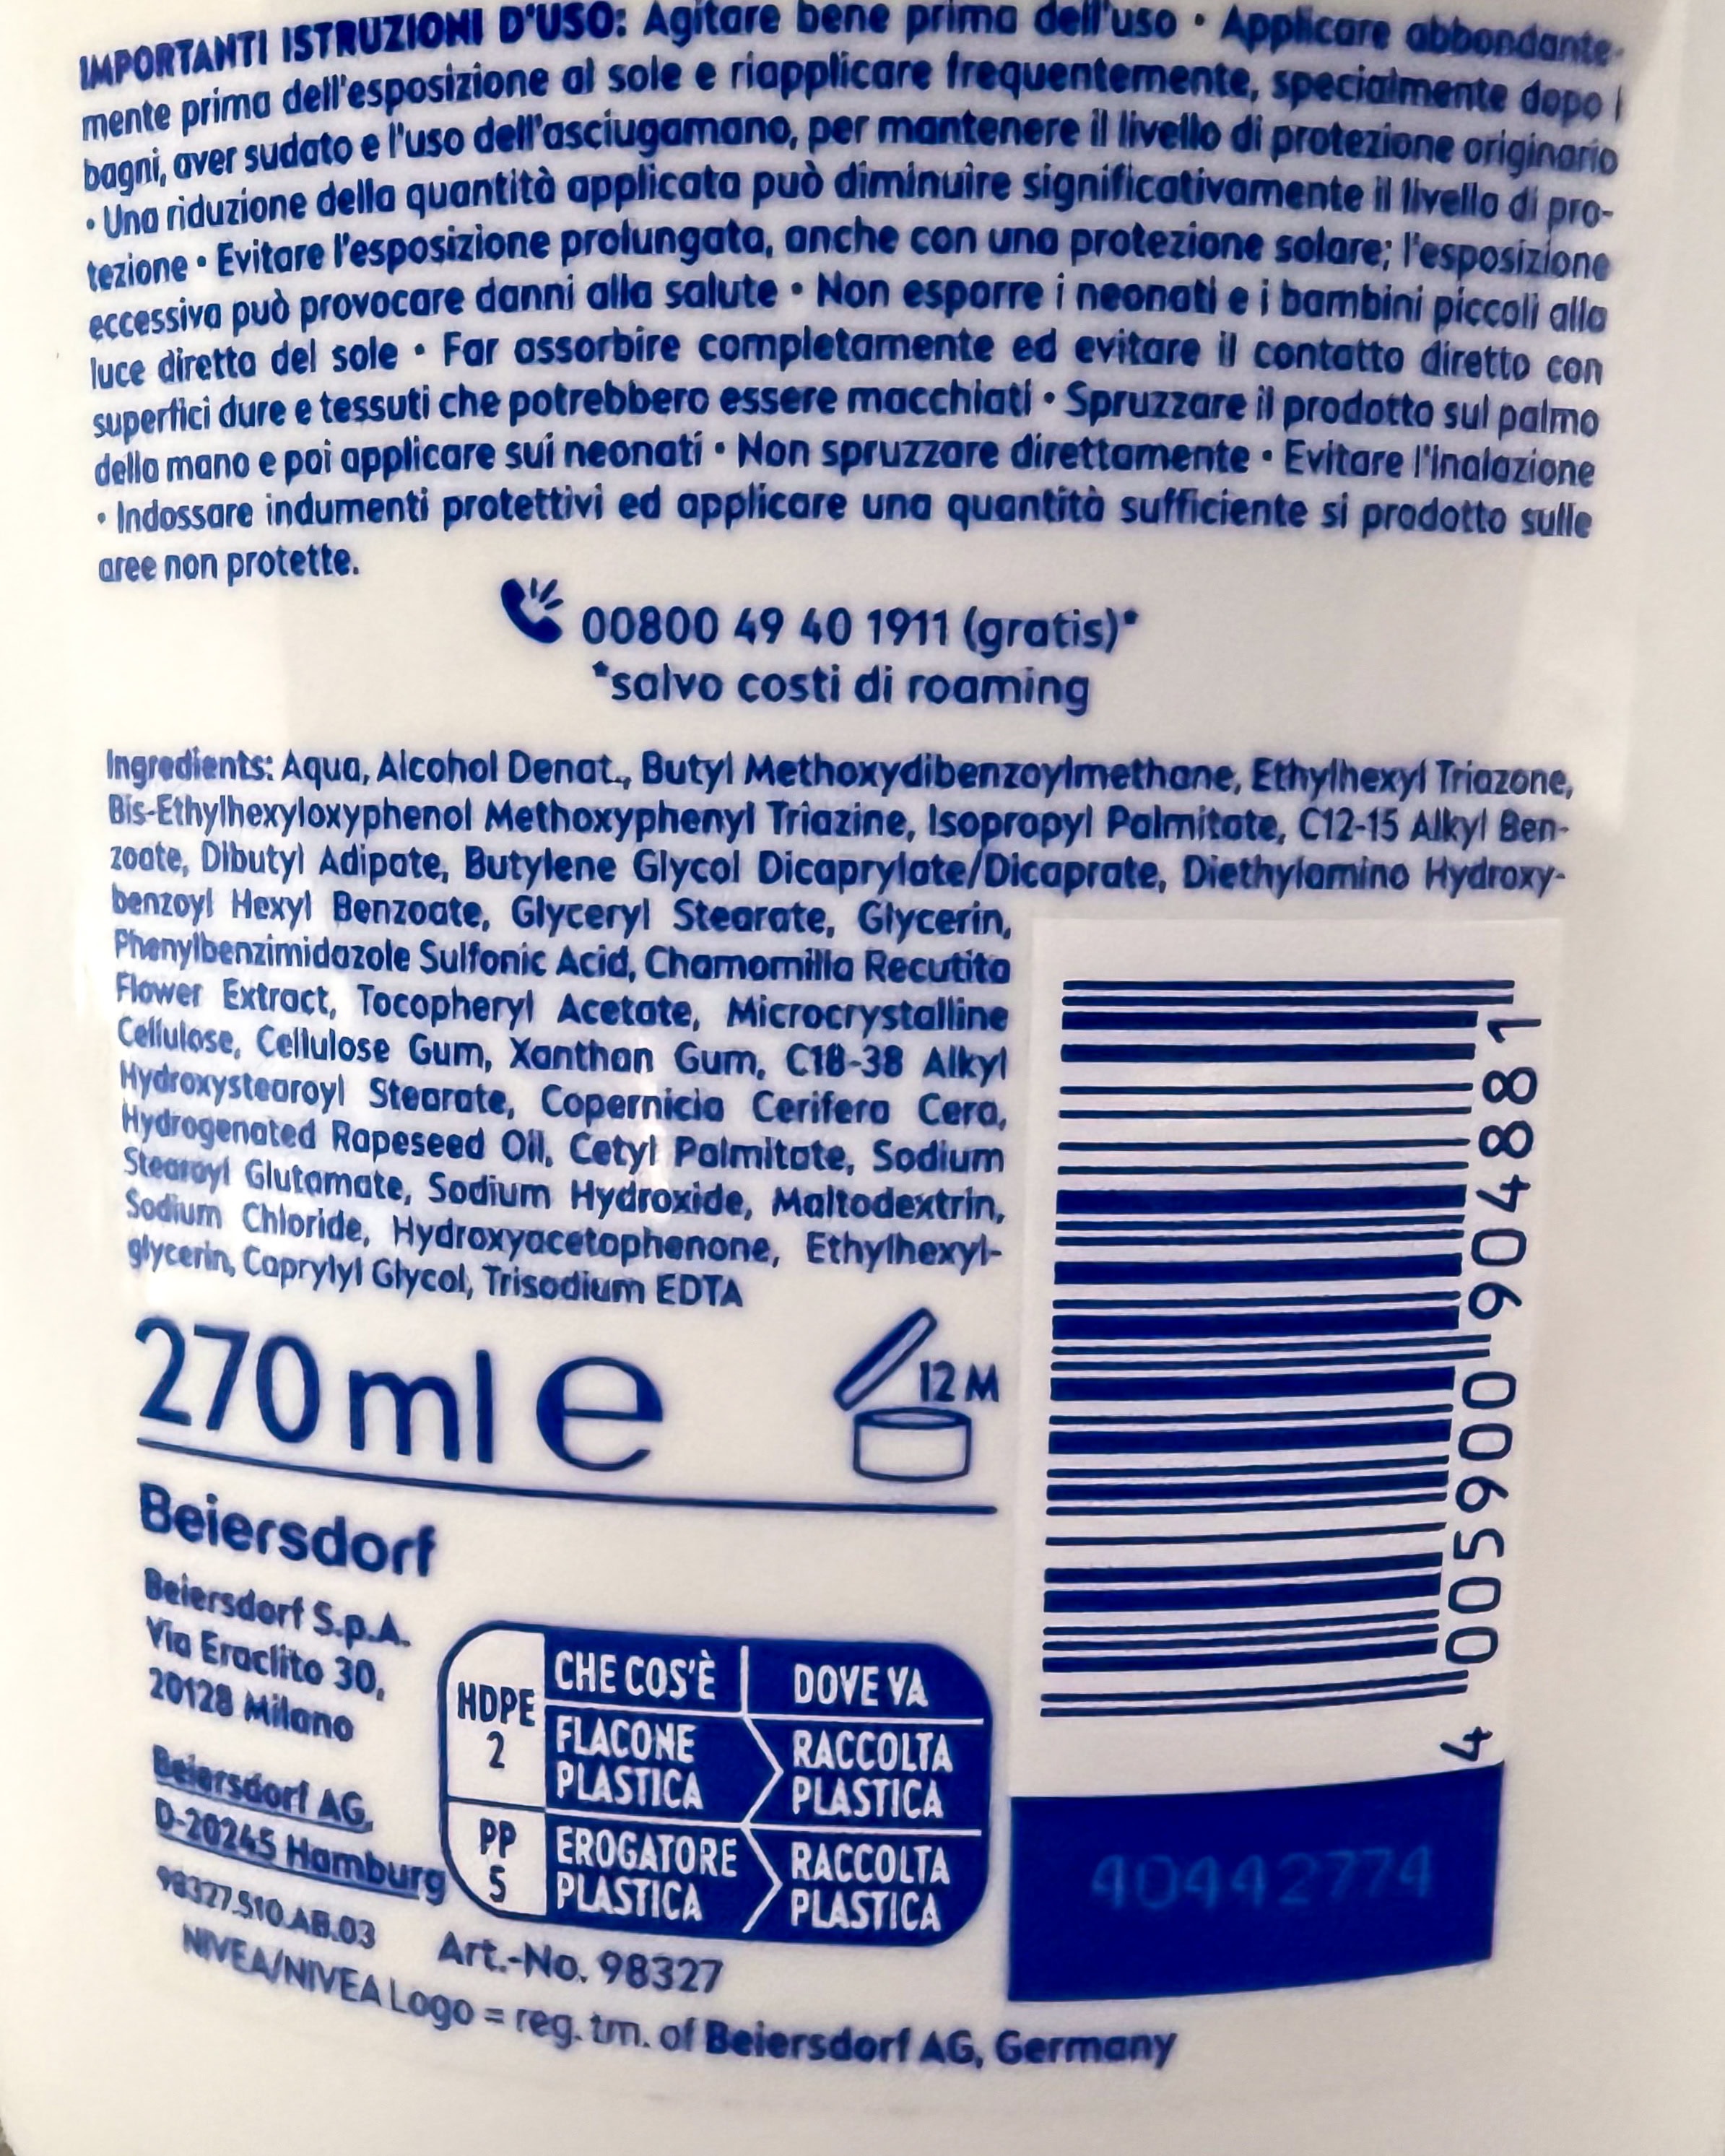 IMPORTANTI ISTRUZIONI D'USO: Agitare bene prima dell'uso • Applicare abbondante-
mente prima dell'esposizione al sole e riapplicare frequentemente, specialmente dopo i
bagni, aver sudato e l'uso dell'asciugamano, per mantenere il livello di protezione originario
• Una riduzione della quantità applicata può diminuire significativamente il livello di pro-
tezione • Evitare l'esposizione prolungata, anche con una protezione solare; l'esposizione
eccessiva può provocare danni alla salute • Non esporre i neonati e i bambini piccoli alla
luce diretta del sole • Far assorbire completamente ed evitare il contatto diretto con
superfici dure e tessuti che potrebbero essere macchiati • Spruzzare il prodotto sul palmo
della mano e poi applicare sui neonati • Non spruzzare direttamente • Evitare l'inalazione
• Indossare indumenti protettivi ed applicare una quantità sufficiente si prodotto sulle
aree non protette.
00800 49 40 1911 (gratis)*
*salvo costi di roaming
Ingredients: Aqua, Alcohol Denat., Butyl Methoxydibenzoylmethane, Ethylhexyl Triazone,
Bis-Ethylhexyloxyphenol Methoxyphenyl Triazine, Isopropyl Palmitate, C12-15 Alkyl Ben-
zoate, Dibutyl Adipate, Butylene Glycol Dicaprylate/Dicaprate, Diethylamino Hydroxy-
benzoyl Hexyl Benzoate, Glyceryl Stearate, Glycerin,
Phenylbenzimidazole Sulfonic Acid, Chamomilla Recutita
Flower Extract, Tocopheryl Acetate, Microcrystalline
Cellulose, Cellulose Gum, Xanthan Gum, C18-38 Alkyl
Hydroxystearoyl Stearate, Copernicia Cerifera Cera,
Hydrogenated Rapeseed Oil, Cetyl Palmitate, Sodium
Stearoyl Glutamate, Sodium Hydroxide, Maltodextrin,
Sodium Chloride, Hydroxyacetophenone, Ethylhexyl-
glycerin, Caprylyl Glycol, Trisodium EDTA
270 ml e
12 M
4 005900 904881
Beiersdorf
Beiersdorf S.p.A.
Via Eraclito 30,
20128 Milano
Beiersdorf AG,
D-20245 Hamburg
98327.510.AB.03
HDPE
2
CHE COS'È
DOVE VA
FLACONE
PLASTICA
RACCOLTA
PLASTICA
PP
5
EROGATORE
PLASTICA
RACCOLTA
PLASTICA
40442774
Art.-No. 98327
NIVEA/NIVEA Logo = reg. tm. of Beiersdorf AG, Germany